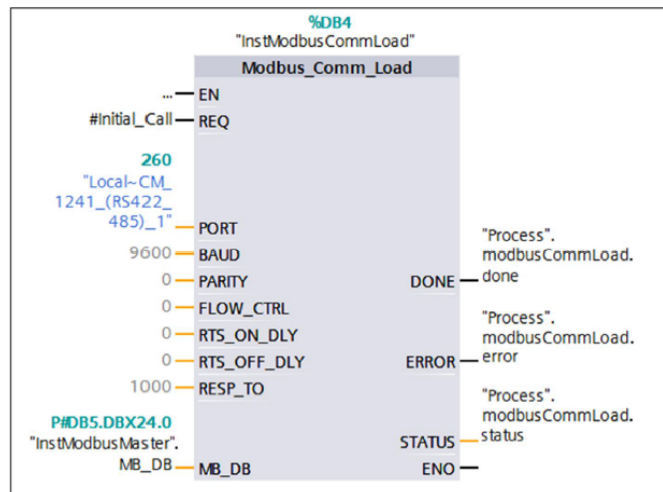 %DB4
"InstModbusCommLoad"
Modbus_Comm_Load
... EN
#Initial_Call REQ
260
"Local~CM_
1241_(RS422_
485)_1" PORT
9600 BAUD
0 PARITY
0 FLOW_CTRL
0 RTS_ON_DLY
0 RTS_OFF_DLY
1000 RESP_TO
P#DB5.DBX24.0
"InstModbusMaster".
MB_DB MB_DB
"Process".
modbusCommLoad.
DONE done
"Process".
modbusCommLoad.
ERROR error
"Process".
modbusCommLoad.
STATUS status
ENO